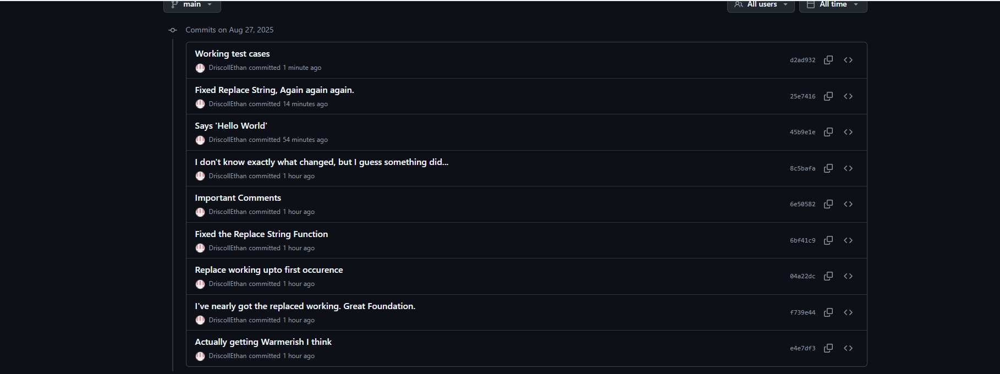 main
All users
All time
Commits on Aug 27, 2025
Working test cases
d2ad932
DriscollEthan committed 1 minute ago
Fixed Replace String, Again again again.
25e7416
DriscollEthan committed 14 minutes ago
Says 'Hello World'
45b9e1e
DriscollEthan committed 54 minutes ago
I don't know exactly what changed, but I guess something did...
8c5bafa
DriscollEthan committed 1 hour ago
Important Comments
6e50582
DriscollEthan committed 1 hour ago
Fixed the Replace String Function
6bf41c9
DriscollEthan committed 1 hour ago
Replace working upto first occurence
04a22dc
DriscollEthan committed 1 hour ago
I've nearly got the replaced working. Great Foundation.
f739e44
DriscollEthan committed 1 hour ago
Actually getting Warmerish I think
e4e7df3
DriscollEthan committed 1 hour ago